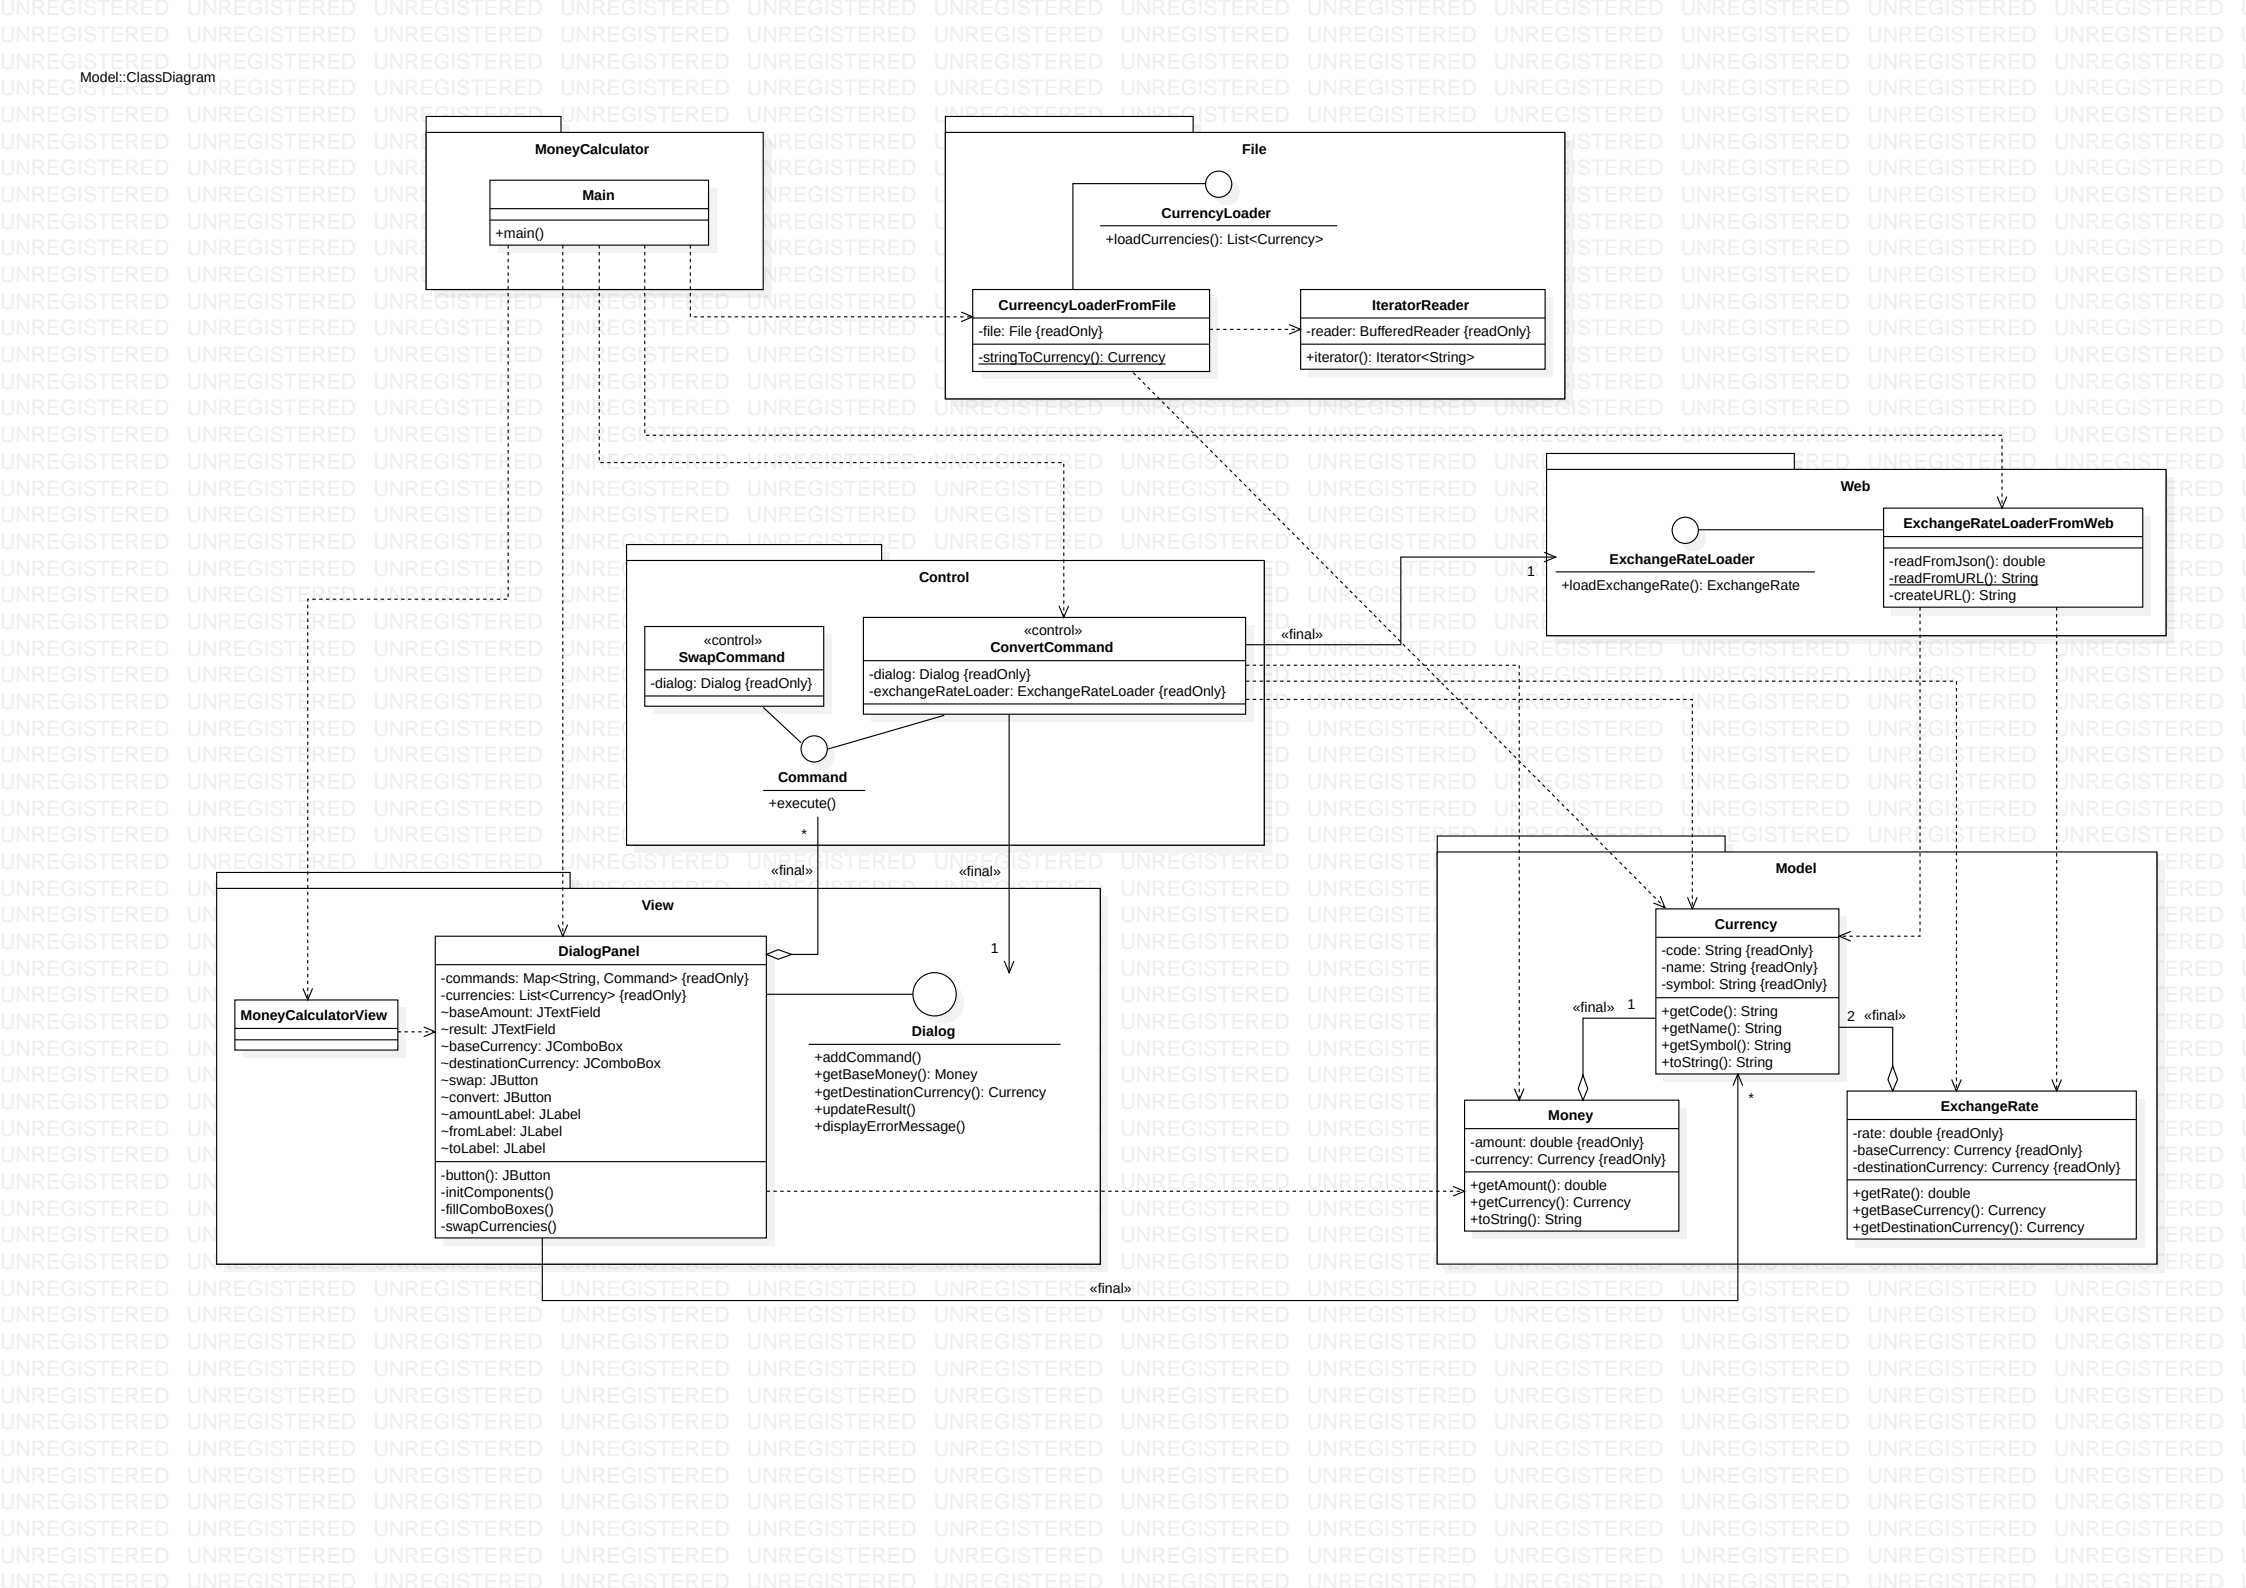 Model::ClassDiagram
MoneyCalculator
Main
+main()
File
CurrencyLoader
+loadCurrencies(): List<Currency>
CurreencyLoaderFromFile
-file: File {readOnly}
-stringToCurrency(): Currency
IteratorReader
-reader: BufferedReader {readOnly}
+iterator(): Iterator<String>
Web
ExchangeRateLoader
+loadExchangeRate(): ExchangeRate
ExchangeRateLoaderFromWeb
-readFromJson(): double
-readFromURL(): String
-createURL(): String
1
«final»
Control
«control»
SwapCommand
-dialog: Dialog {readOnly}
«control»
ConvertCommand
-dialog: Dialog {readOnly}
-exchangeRateLoader: ExchangeRateLoader {readOnly}
Command
+execute()
*
«final»
«final»
1
View
MoneyCalculatorView
DialogPanel
-commands: Map<String, Command> {readOnly}
-currencies: List<Currency> {readOnly}
~baseAmount: JTextField
~result: JTextField
~baseCurrency: JComboBox
~destinationCurrency: JComboBox
~swap: JButton
~convert: JButton
~amountLabel: JLabel
~fromLabel: JLabel
~toLabel: JLabel
-button(): JButton
-initComponents()
-fillComboBoxes()
-swapCurrencies()
Dialog
+addCommand()
+getBaseMoney(): Money
+getDestinationCurrency(): Currency
+updateResult()
+displayErrorMessage()
Model
Currency
-code: String {readOnly}
-name: String {readOnly}
-symbol: String {readOnly}
+getCode(): String
+getName(): String
+getSymbol(): String
+toString(): String
«final» 1
2 «final»
*
Money
-amount: double {readOnly}
-currency: Currency {readOnly}
+getAmount(): double
+getCurrency(): Currency
+toString(): String
ExchangeRate
-rate: double {readOnly}
-baseCurrency: Currency {readOnly}
-destinationCurrency: Currency {readOnly}
+getRate(): double
+getBaseCurrency(): Currency
+getDestinationCurrency(): Currency
«final»
UNREGISTERED